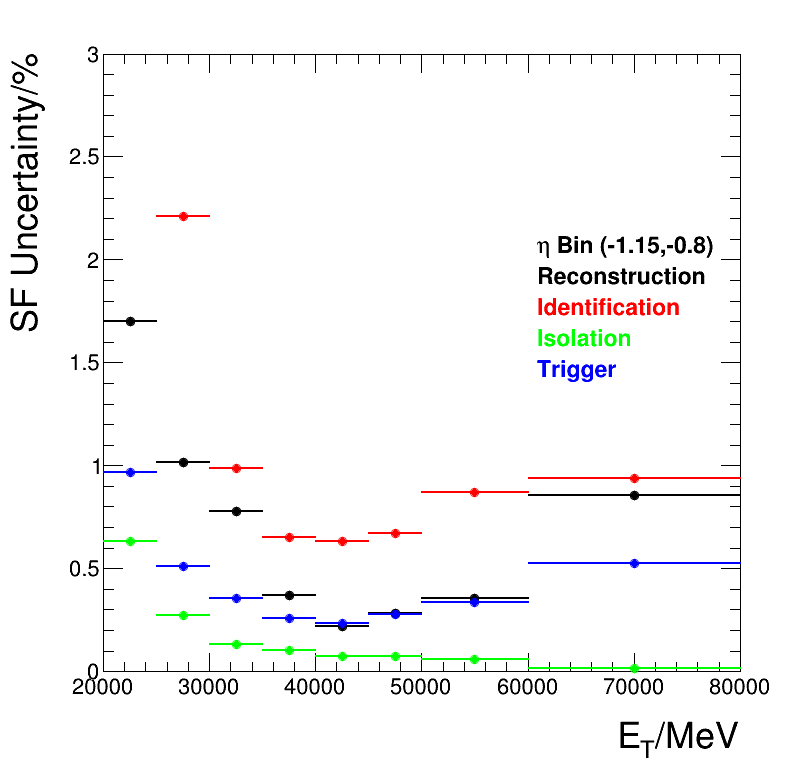 SF Uncertainty/%
3
2.5
2
1.5
1
0.5
0
η Bin (-1.15,-0.8)
Reconstruction
Identification
Isolation
Trigger
20000 30000 40000 50000 60000 70000 80000
E_T/MeV